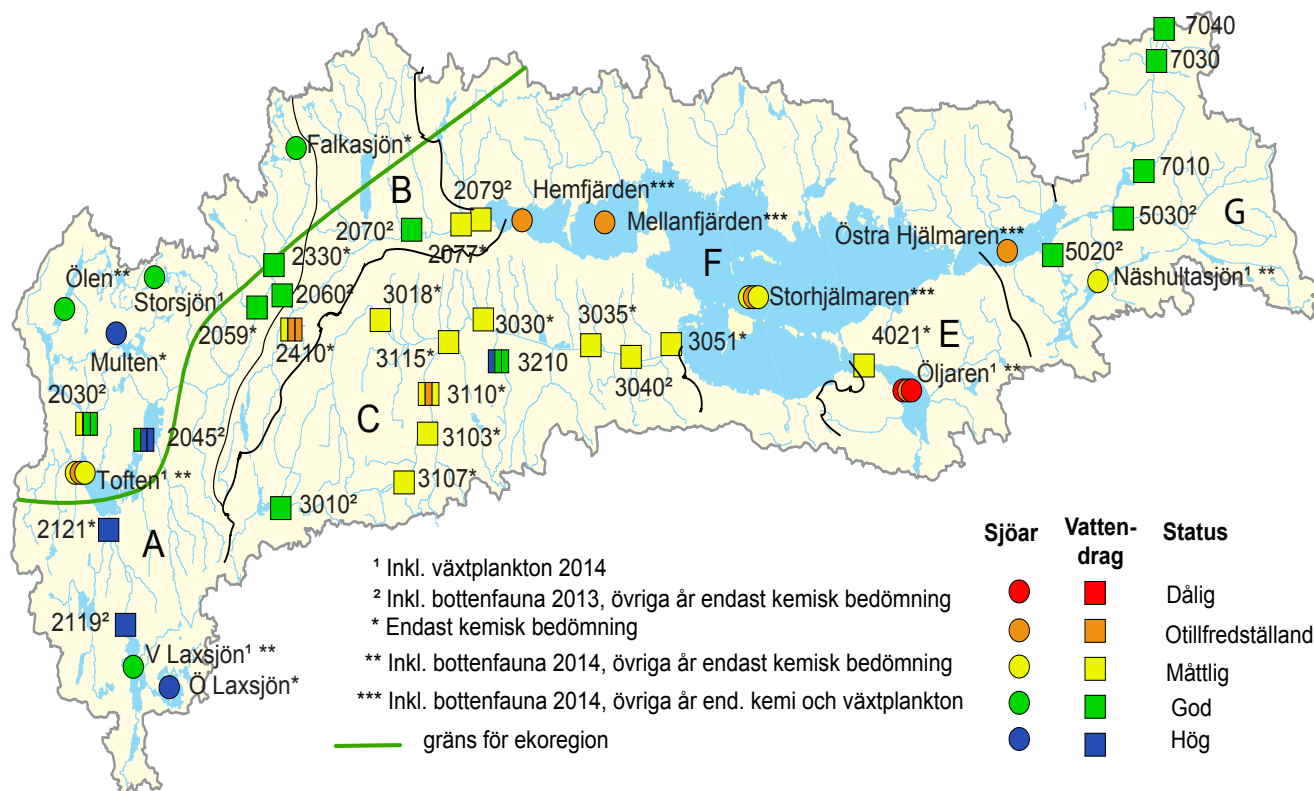 7040
7030
Falkasjön*
7010
B
2079²
Hemfjärden***
Mellanfjärden***
5030²
G
2070²
2077*
Östra Hjälmaren***
5020²
2330*
F
Ölen**
Storsjön¹
Näshultasjön¹ **
2060²
3018*
Storhjälmaren***
2059*
3030*
3035*
Multen*
2410*
3115*
3210
3051*
4021*
E
3040²
Öljaren¹ **
2030²
3110*
C
2045²
3103*
Toft­en¹ **
3107*
3010²
2121*
A
2119²
V Laxsjön¹ **
Ö Laxsjön*
¹ Inkl. växtplankton 2014
² Inkl. bottenfauna 2013, övriga år endast kemisk bedömning
* Endast kemisk bedömning
** Inkl. bottenfauna 2014, övriga år endast kemisk bedömning
*** Inkl. bottenfauna 2014, övriga år end. kemi och växtplankton
gräns för ekoregion
Sjöar Vatten- Status
drag
Dålig
Otillfredställand
Måttlig
God
Hög